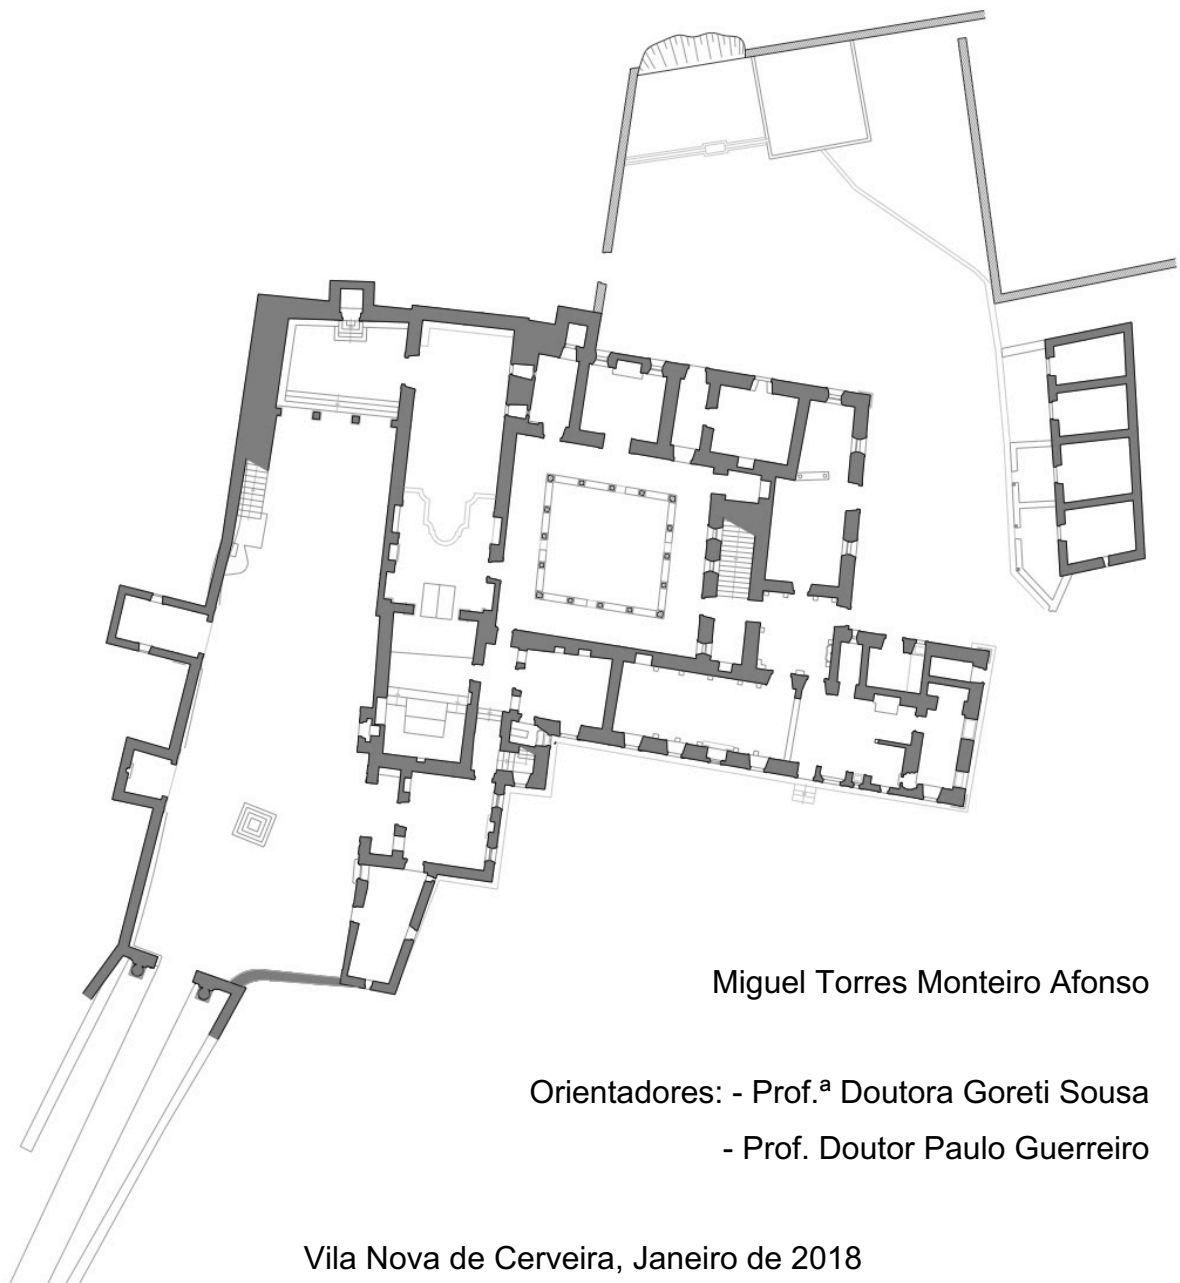 Miguel Torres Monteiro Afonso
Orientadores: - Prof.ª Doutora Goreti Sousa
- Prof. Doutor Paulo Guerreiro
Vila Nova de Cerveira, Janeiro de 2018